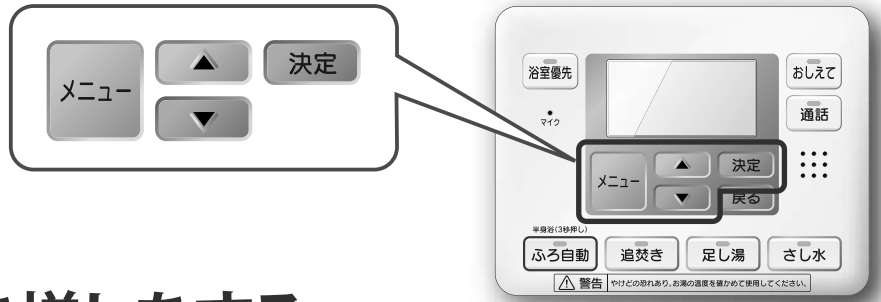 メニュー
▲
決定
▼
浴室優先
おしえて
マイク
通話
メニュー
▲
決定
▼
戻る
半身浴(3秒押し)
ふろ自動
追焚き
足し湯
さし水
⚠ 警告 やけどの恐れあり。お湯の温度を確かめて使用してください。